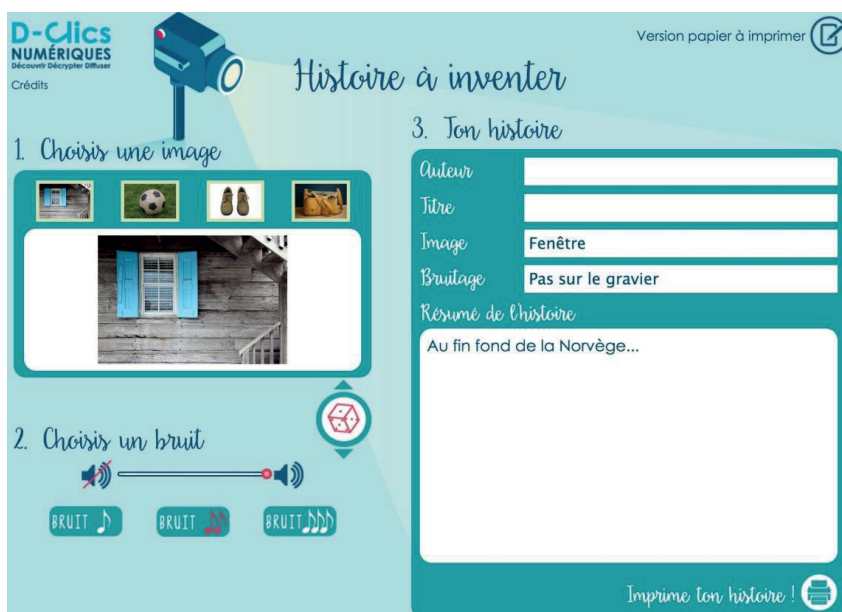 D-Clics
NUMÉRIQUES
Découvrir Décrypter Diffuser
Crédits
Version papier à imprimer
Histoire à inventer
1. Choisis une image
2. Choisis un bruit
BRUIT
BRUIT
BRUIT
3. Ton histoire
Auteur
Titre
Image Fenêtre
Bruitage Pas sur le gravier
Résumé de l'histoire
Au fin fond de la Norvège...
Imprime ton histoire !